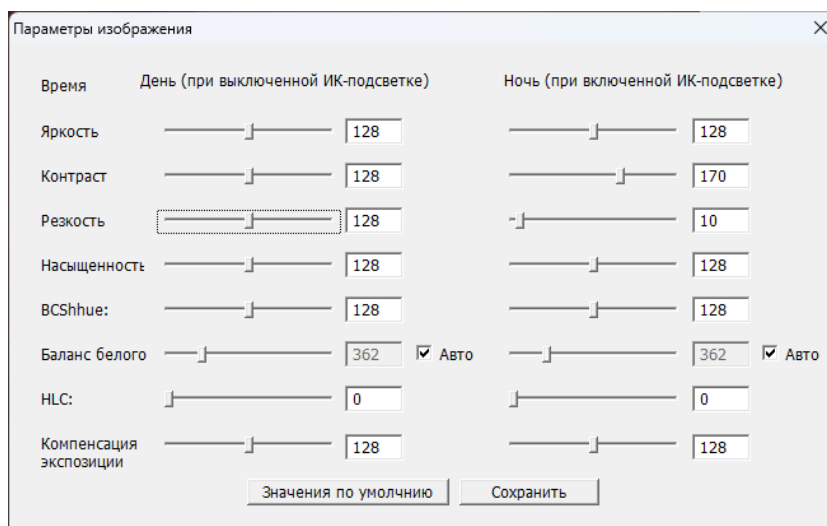 Параметры изображения
Время День (при выключенной ИК-подсветке) Ночь (при включенной ИК-подсветке)
Яркость 128 128
Контраст 128 170
Резкость 128 10
Насыщенность 128 128
BCShhue: 128 128
Баланс белого 362 Авто 362 Авто
HLC: 0 0
Компенсация
экспозиции 128 128
Значения по умолчнию Сохранить